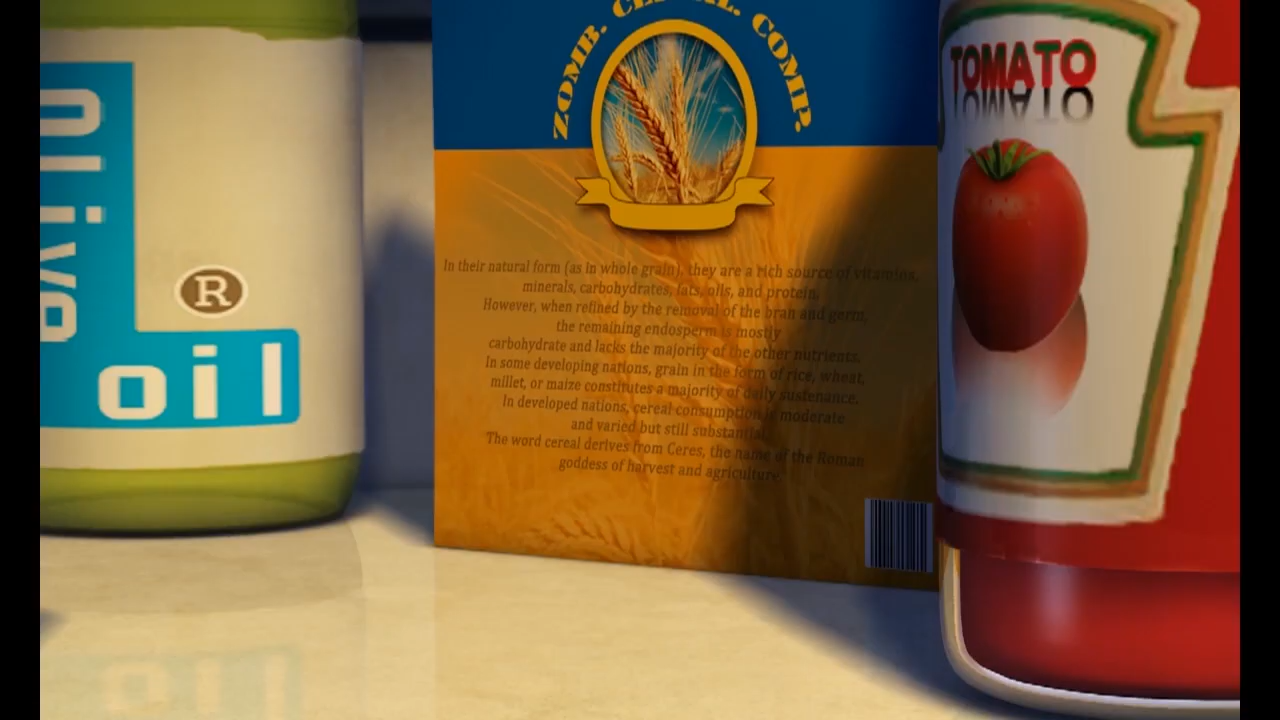 Olive
oil
R
ZOMB. CEREAL. COMP.
In their natural form (as in whole grain), they are a rich source of vitamins,
minerals, carbohydrates, fats, oils, and protein.
However, when refined by the removal of the bran and germ,
the remaining endosperm is mostly
carbohydrate and lacks the majority of the other nutrients.
In some developing nations, grain in the form of rice, wheat,
millet, or maize constitutes a majority of daily sustenance.
In developed nations, cereal consumption is moderate
and varied but still substantial.
The word cereal derives from Ceres, the name of the Roman
goddess of harvest and agriculture.
TOMATO